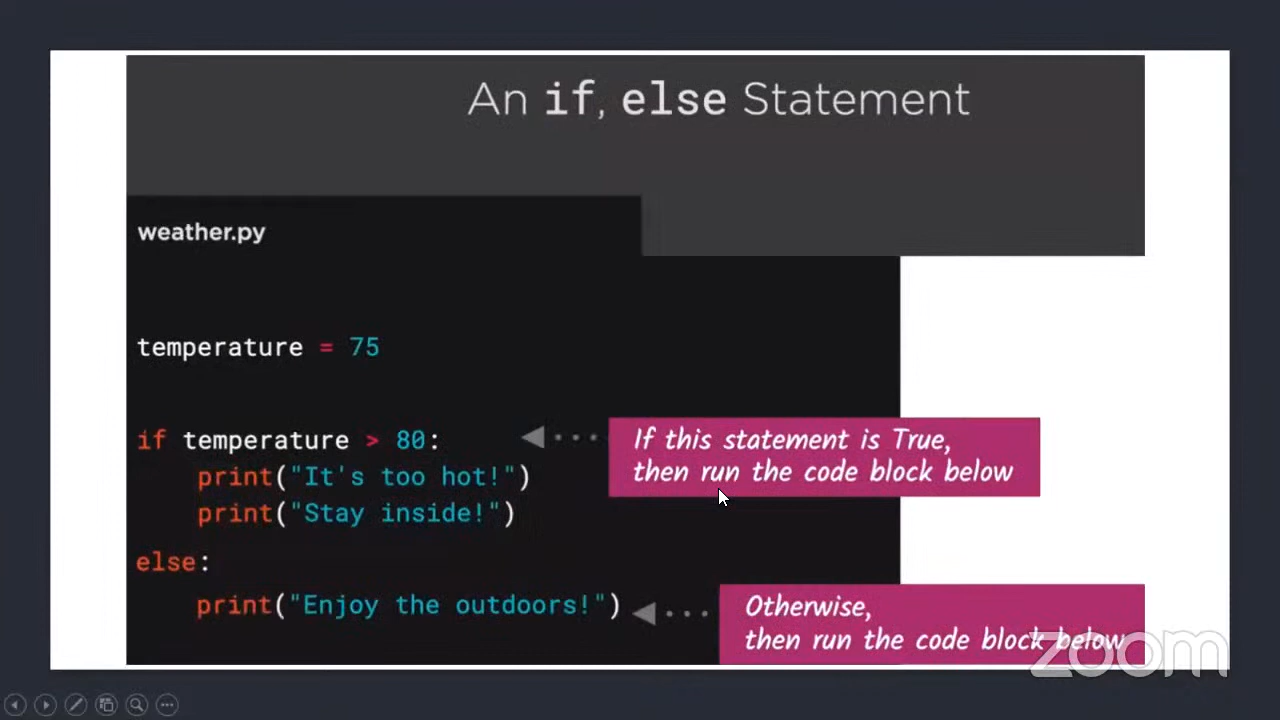 An if, else Statement
weather.py
temperature = 75
if temperature > 80:
If this statement is True,
then run the code block below
print("It's too hot!")
print("Stay inside!")
else:
print("Enjoy the outdoors!")
Otherwise,
then run the code block below
zoom